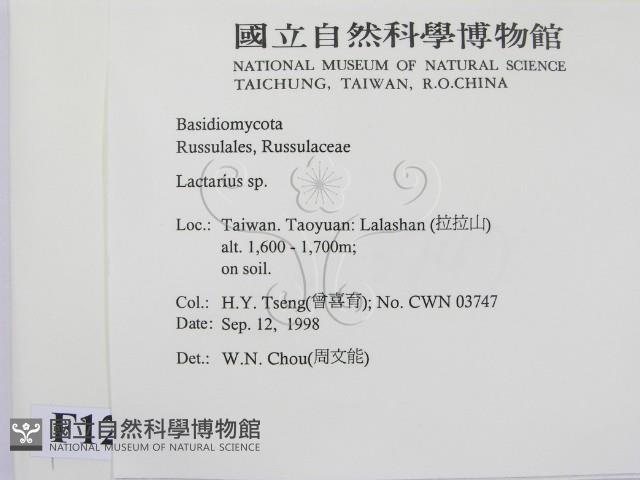 國立自然科學博物館
NATIONAL MUSEUM OF NATURAL SCIENCE
TAICHUNG, TAIWAN, R.O.CHINA
Basidiomycota
Russulales, Russulaceae
Lactarius sp.
Loc.: Taiwan. Taoyuan: Lalashan (拉拉山)
alt. 1,600 - 1,700m;
on soil.
Col.: H.Y. Tseng(曾喜育); No. CWN 03747
Date: Sep. 12, 1998
Det.: W.N. Chou(周文能)
F12
國立自然科學博物館
NATIONAL MUSEUM OF NATURAL SCIENCE